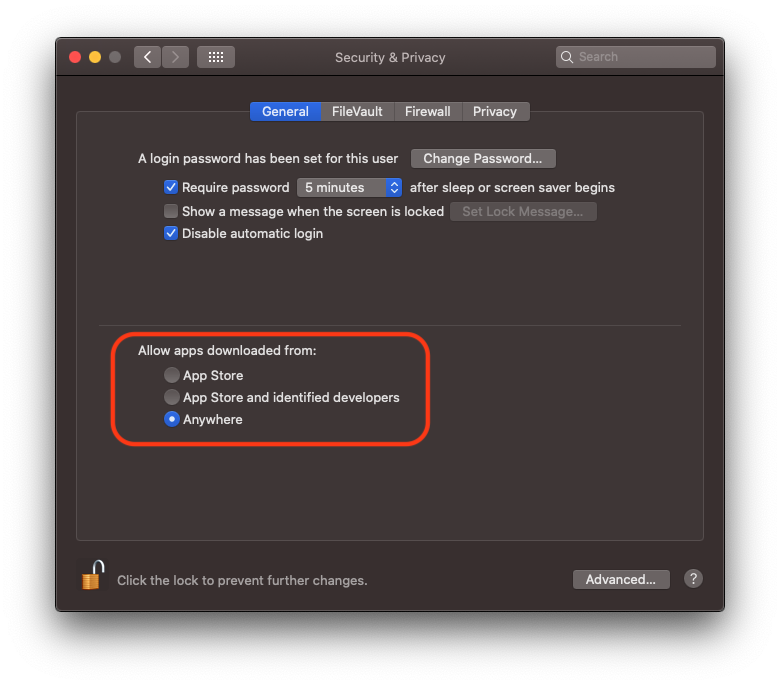 Security & Privacy
Search
General FileVault Firewall Privacy
A login password has been set for this user Change Password...
Require password 5 minutes after sleep or screen saver begins
Show a message when the screen is locked Set Lock Message...
Disable automatic login
Allow apps downloaded from:
App Store
App Store and identified developers
Anywhere
Click the lock to prevent further changes.
Advanced... ?